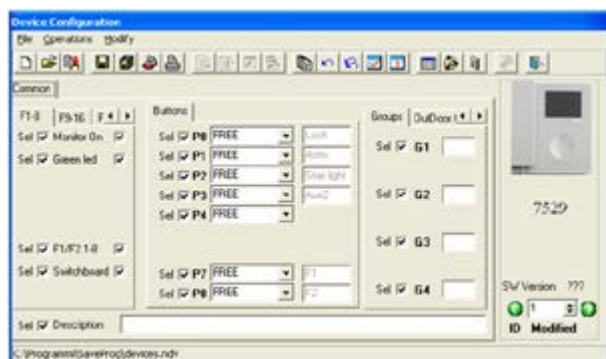 Device Configuration
File Operations Modify
Common
F1-8 F9-16 F
Sel Monitor On
Sel Green led
Sel F1/F2 1-8
Sel Switchboard
Buttons
Sel P0 FREE Lock
Sel P1 FREE
Sel P2 FREE Stair light
Sel P3 FREE Aux2
Sel P4 FREE
Sel P7 FREE F1
Sel P8 FREE F2
Groups OutDoor
Sel G1
Sel G2
Sel G3
Sel G4
7529
SW Version ???
1
ID Modified
Sel Description
C:\Programmi\SaveProg\devices.ndv